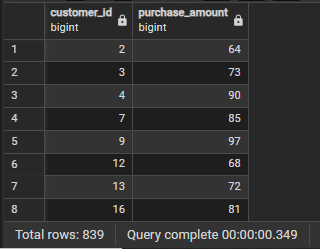 customer_id purchase_amount
bigint bigint
1 2 64
2 3 73
3 4 90
4 7 85
5 9 97
6 12 68
7 13 72
8 16 81
Total rows: 839 Query complete 00:00:00.349